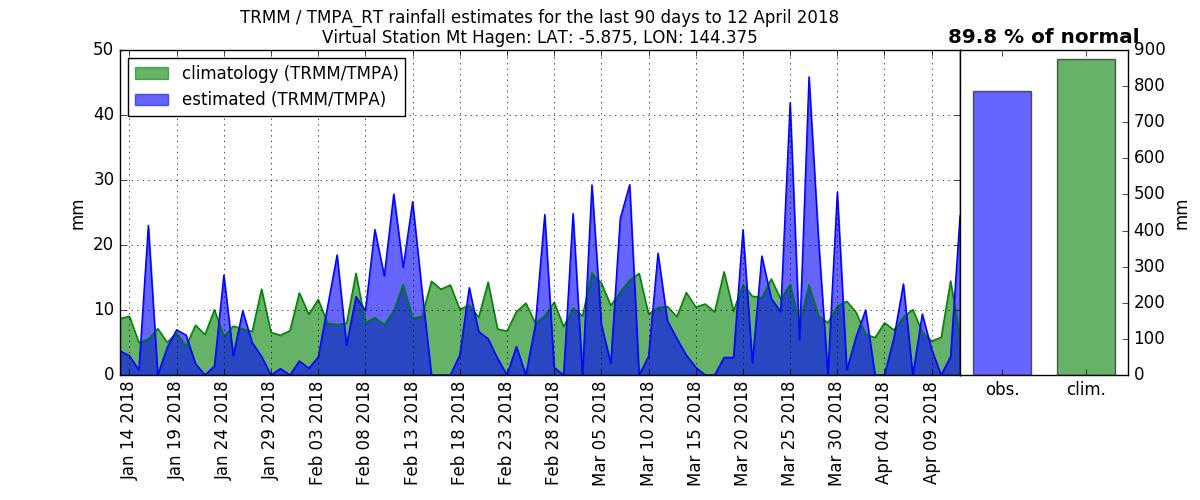 TRMM / TMPA_RT rainfall estimates for the last 90 days to 12 April 2018
Virtual Station Mt Hagen: LAT: -5.875, LON: 144.375
89.8 % of normal
climatology (TRMM/TMPA)
estimated (TRMM/TMPA)
mm
50
40
30
20
10
0
Jan 14 2018
Jan 19 2018
Jan 24 2018
Jan 29 2018
Feb 03 2018
Feb 08 2018
Feb 13 2018
Feb 18 2018
Feb 23 2018
Feb 28 2018
Mar 05 2018
Mar 10 2018
Mar 15 2018
Mar 20 2018
Mar 25 2018
Mar 30 2018
Apr 04 2018
Apr 09 2018
obs.
clim.
900
800
700
600
500
400
300
200
100
0
mm